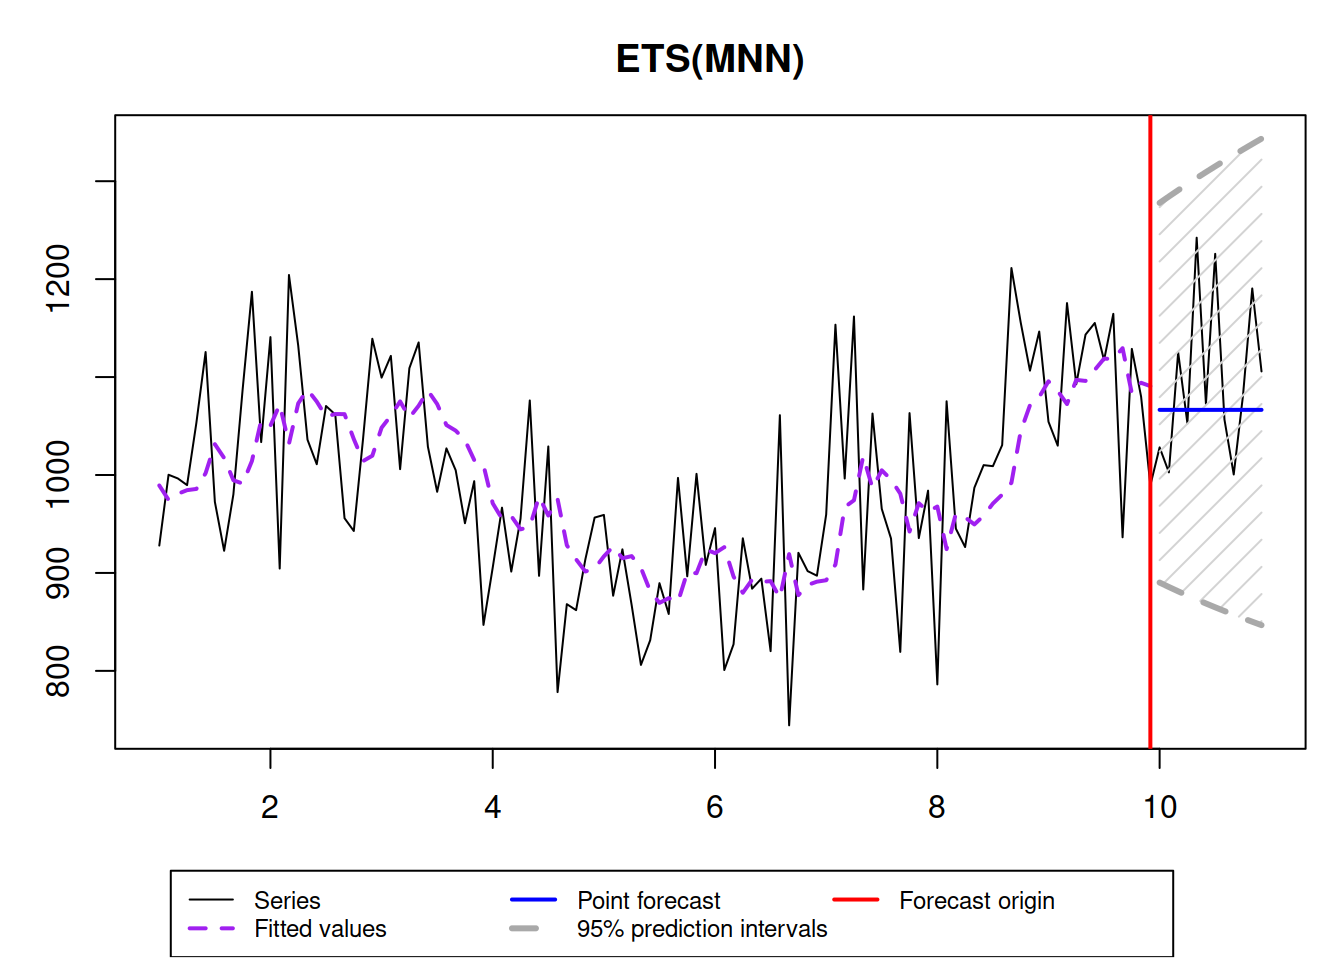 ETS(MNN)
1200
1000
900
800
2 4 6 8 10
Series Point forecast Forecast origin
Fitted values 95% prediction intervals